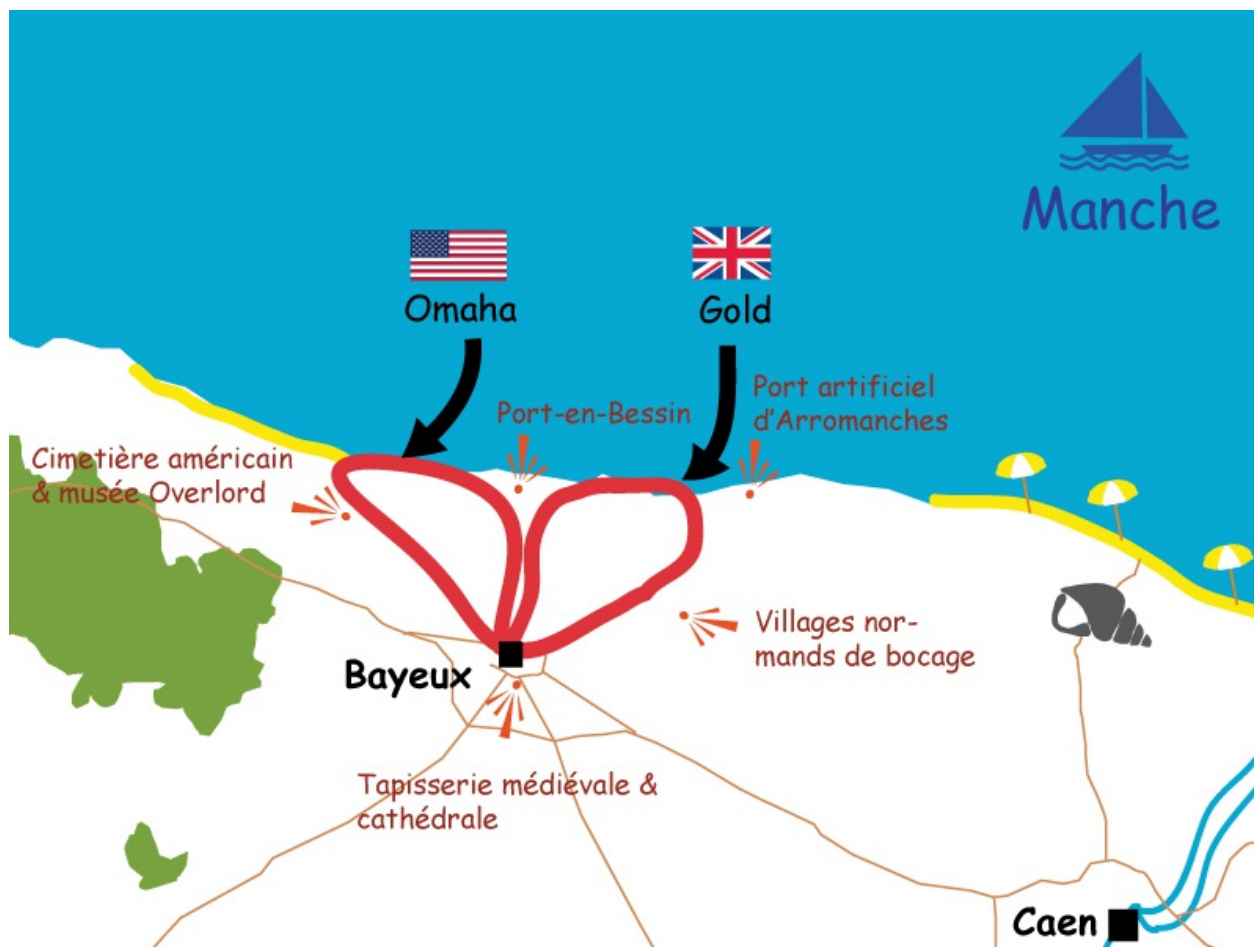 Manche
Omaha
Gold
Port artificiel
d'Arromanches
Port-en-Bessin
Cimetière américain
& musée Overlord
Villages nor-
mands de bocage
Bayeux
Tapisserie médiévale &
cathédrale
Caen